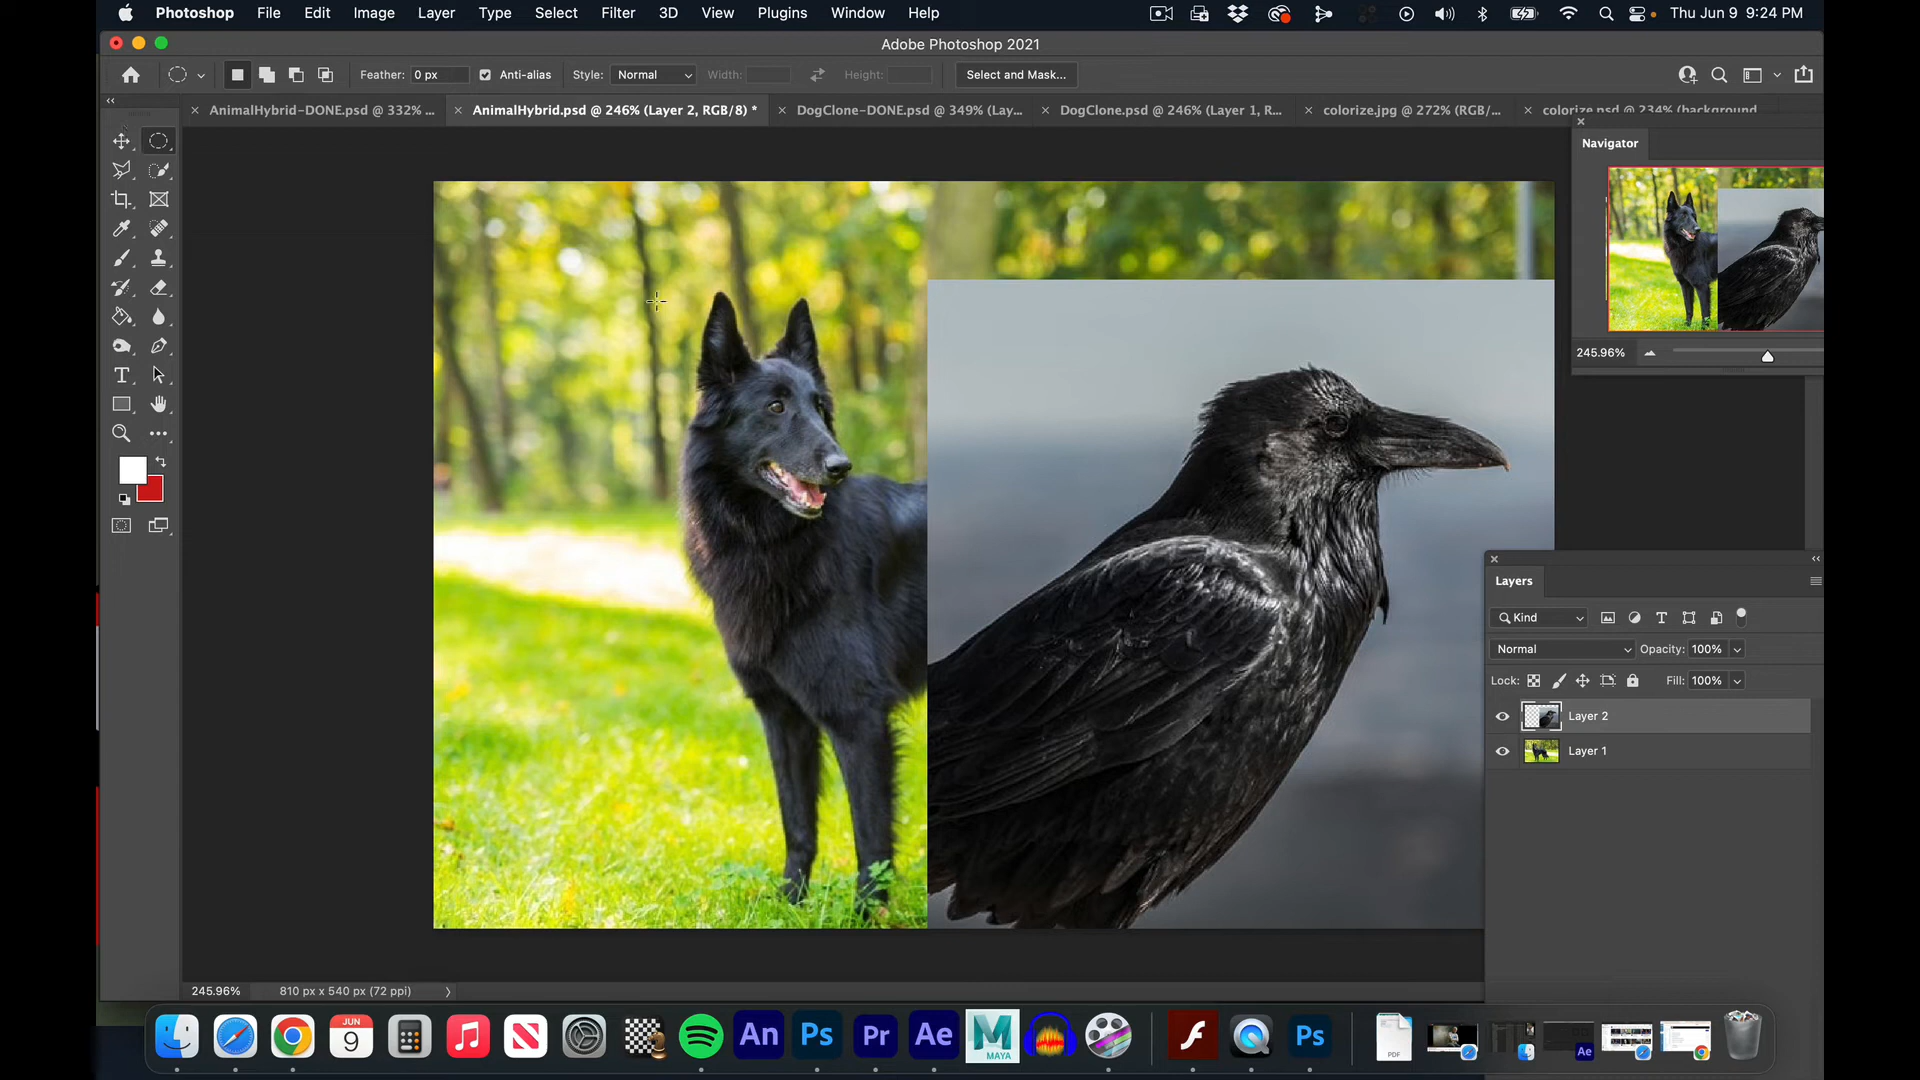 Photoshop File Edit Image Layer Type Select Filter 3D View Plugins Window Help Thu Jun 9 9:24 PM
Adobe Photoshop 2021
Feather: 0 px Anti-alias Style: Normal Width: Height: Select and Mask...
AnimalHybrid-DONE.psd @ 332% ... AnimalHybrid.psd @ 246% (Layer 2, RGB/8) * DogClone-DONE.psd @ 349% (Lay... DogClone.psd @ 246% (Layer 1, R... colorize.jpg @ 272% (RGB/... colorize.psd @ 234% (background
Navigator
245.96%
Layers
Kind
Normal Opacity: 100%
Lock: Fill: 100%
Layer 2
Layer 1
245.96% 810 px x 540 px (72 ppi)
JUN
9
An Ps Pr Ae
MAYA
Ps
PDF
Ae